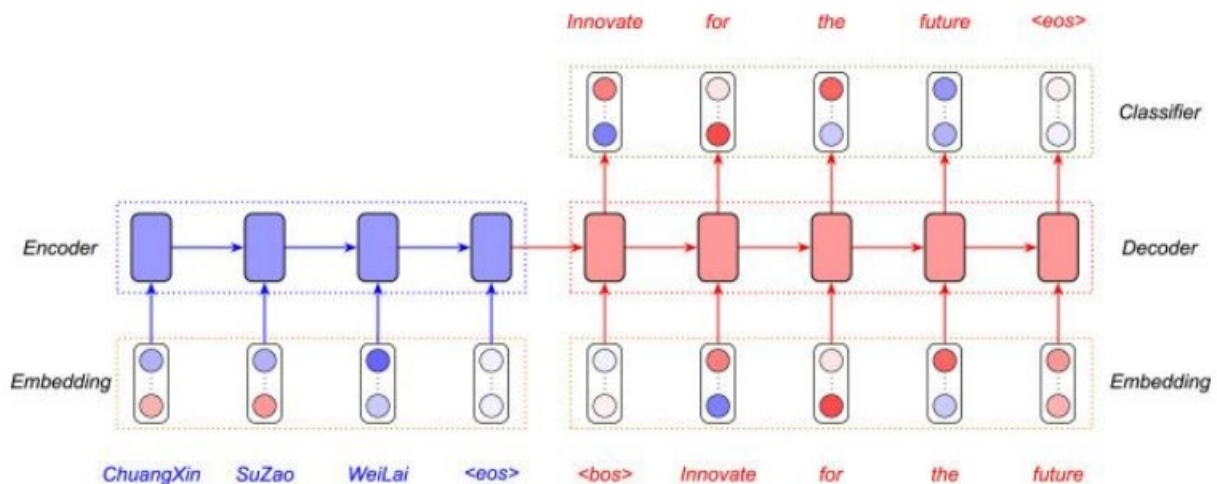 Innovate for the future <eos>
Classifier
Encoder
Decoder
Embedding
Embedding
ChuangXin SuZao WeiLai <eos> <bos> Innovate for the future